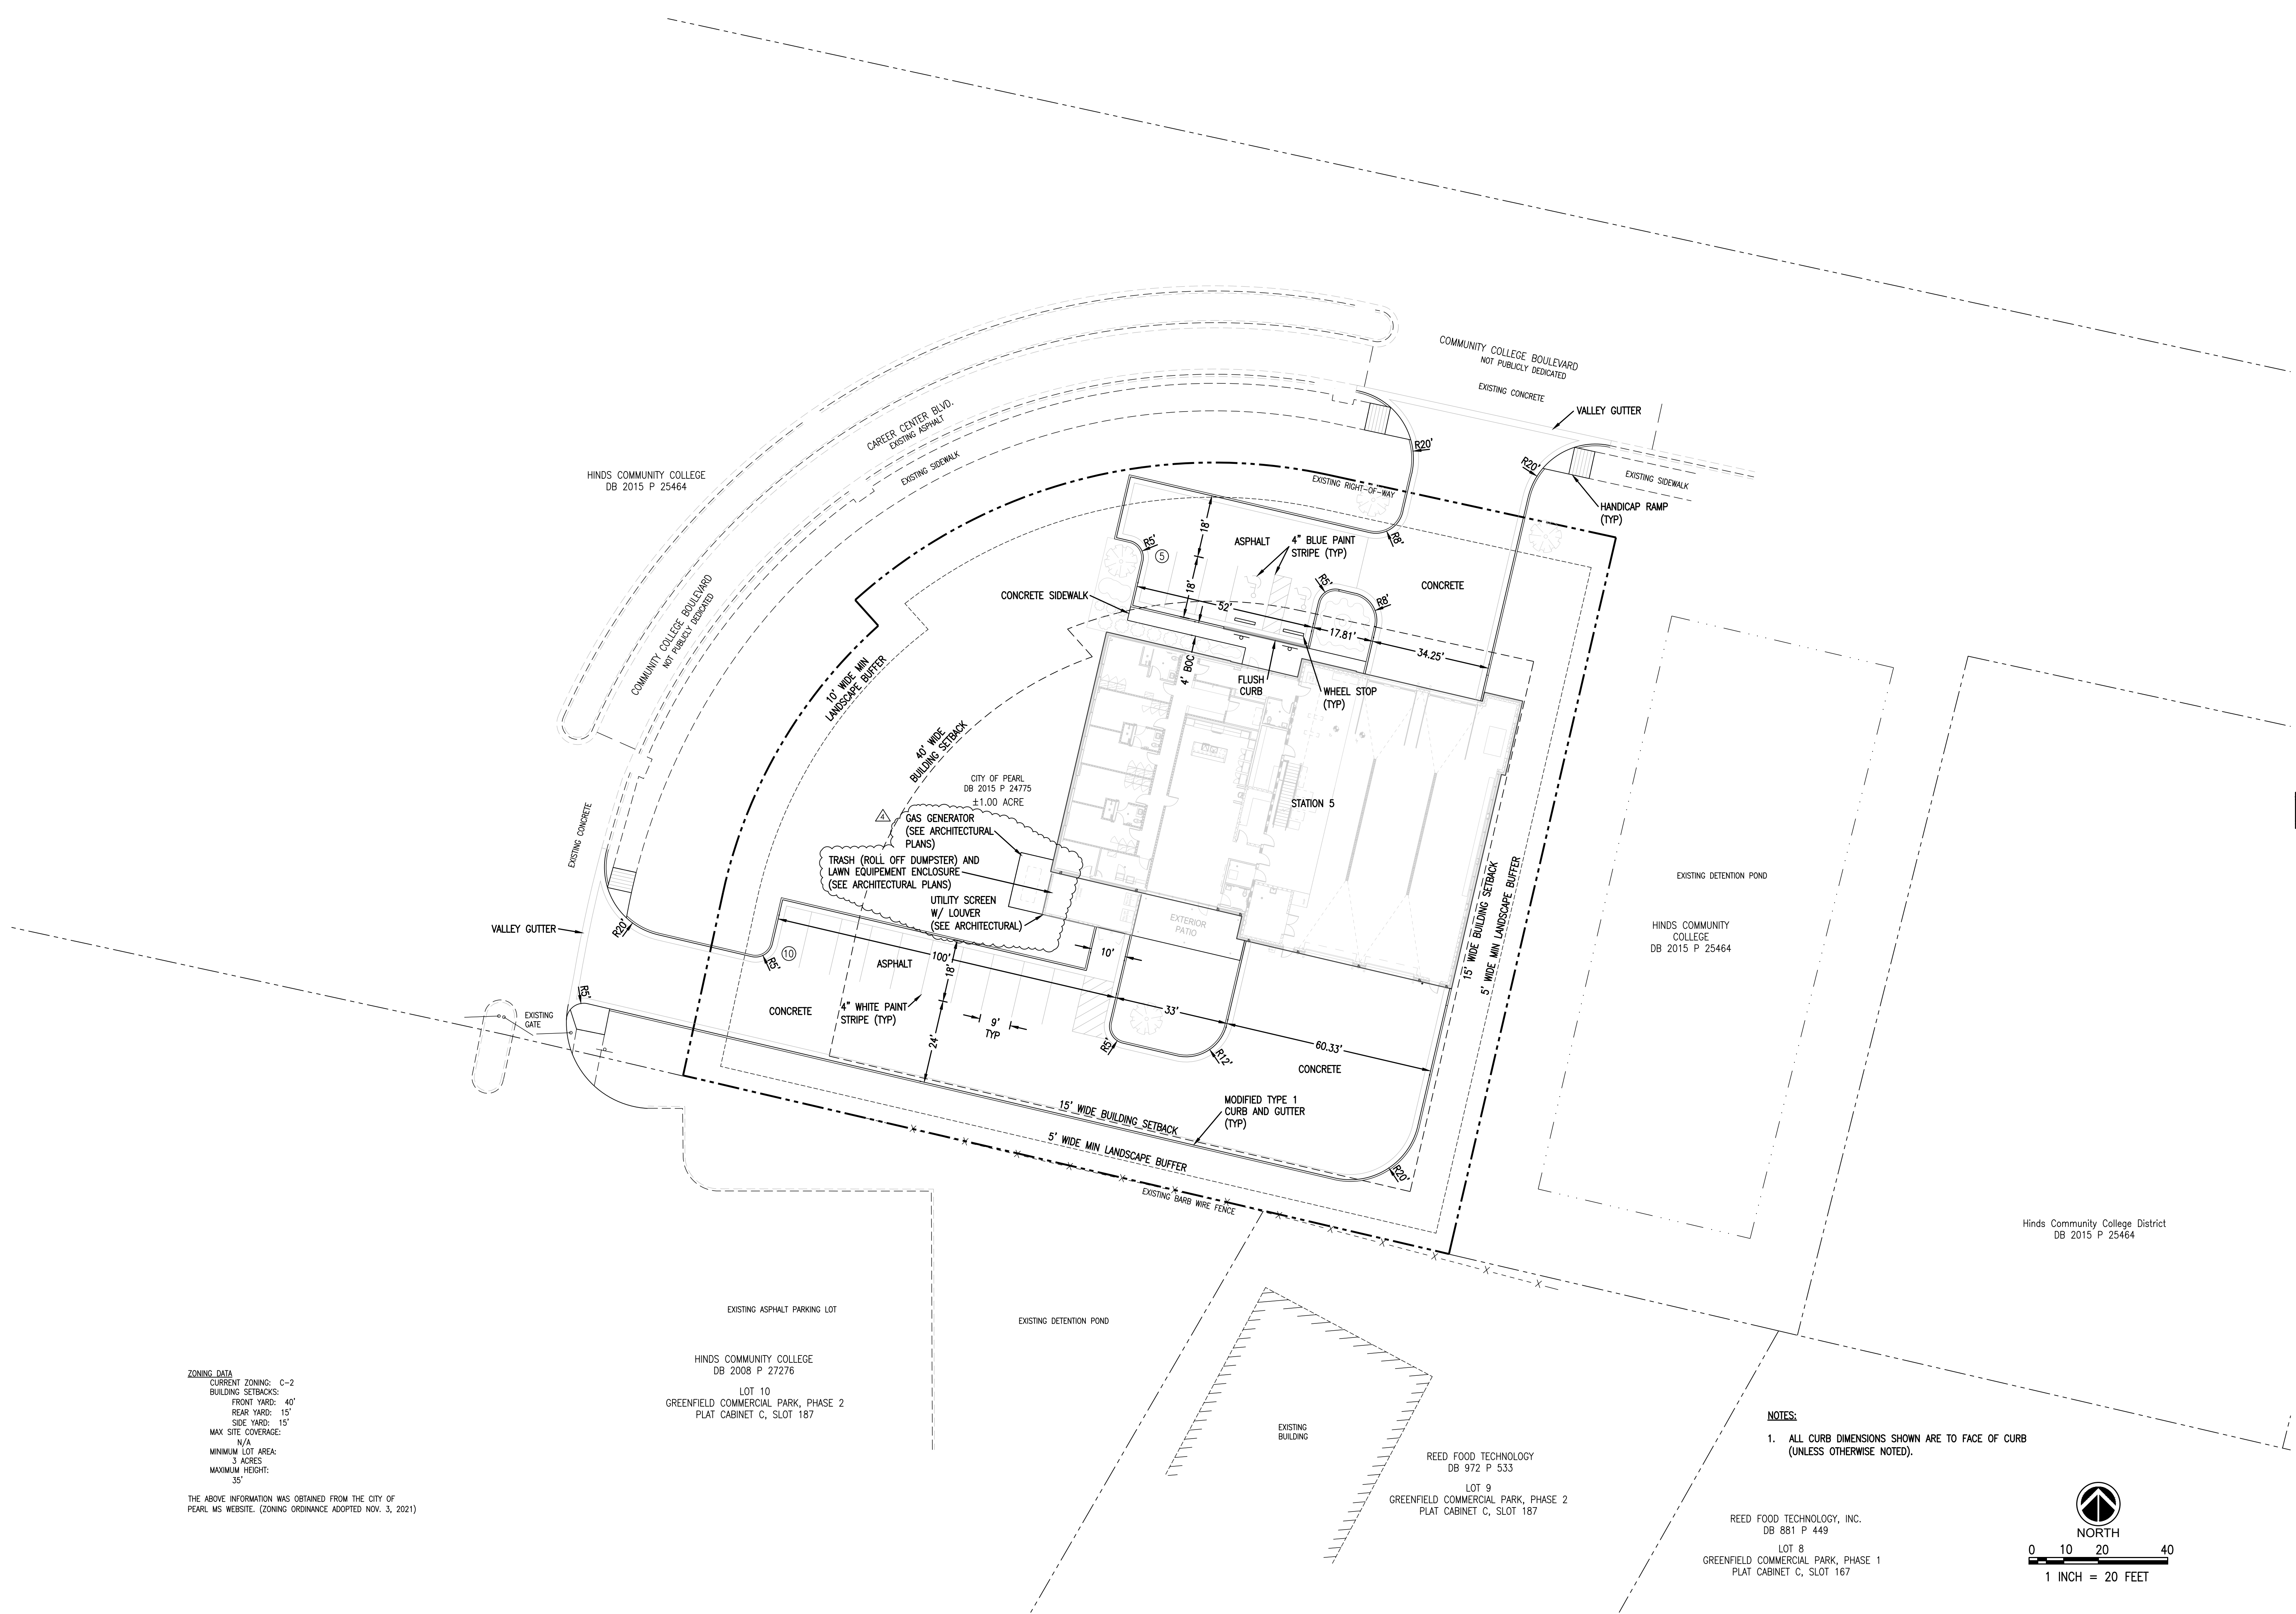 COMMUNITY COLLEGE BOULEVARD
NOT PUBLICLY DEDICATED
EXISTING CONCRETE
VALLEY GUTTER
CAREER CENTER BLVD.
EXISTING ASPHALT
EXISTING SIDEWALK
HINDS COMMUNITY COLLEGE
DB 2015 P 25464
R20'
R20'
EXISTING SIDEWALK
HANDICAP RAMP
(TYP)
EXISTING RIGHT-OF-WAY
18'
R5'
5
ASPHALT
4" BLUE PAINT
STRIPE (TYP)
R8'
18'
R5'
CONCRETE
R8'
CONCRETE SIDEWALK
52'
17.81'
34.25'
COMMUNITY COLLEGE BOULEVARD
NOT PUBLICLY DEDICATED
10' WIDE MIN
LANDSCAPE BUFFER
4' BOC
FLUSH
CURB
WHEEL STOP
(TYP)
40' WIDE
BUILDING SETBACK
CITY OF PEARL
DB 2015 P 24775
±1.00 ACRE
STATION 5
4
GAS GENERATOR
(SEE ARCHITECTURAL
PLANS)
TRASH (ROLL OFF DUMPSTER) AND
LAWN EQUIPEMENT ENCLOSURE
(SEE ARCHITECTURAL PLANS)
UTILITY SCREEN
W/ LOUVER
(SEE ARCHITECTURAL)
EXISTING CONCRETE
EXTERIOR
PATIO
15' WIDE BUILDING SETBACK
5' WIDE MIN LANDSCAPE BUFFER
EXISTING DETENTION POND
HINDS COMMUNITY
COLLEGE
DB 2015 P 25464
VALLEY GUTTER
R20'
R5'
10
ASPHALT
100'
18'
10'
R5'
EXISTING
GATE
CONCRETE
4" WHITE PAINT
STRIPE (TYP)
9'
TYP
24'
33'
R5'
R12'
60.33'
CONCRETE
MODIFIED TYPE 1
CURB AND GUTTER
(TYP)
15' WIDE BUILDING SETBACK
5' WIDE MIN LANDSCAPE BUFFER
R20'
EXISTING BARB WIRE FENCE
Hinds Community College District
DB 2015 P 25464
EXISTING ASPHALT PARKING LOT
EXISTING DETENTION POND
HINDS COMMUNITY COLLEGE
DB 2008 P 27276
LOT 10
GREENFIELD COMMERCIAL PARK, PHASE 2
PLAT CABINET C, SLOT 187
EXISTING
BUILDING
REED FOOD TECHNOLOGY
DB 972 P 533
LOT 9
GREENFIELD COMMERCIAL PARK, PHASE 2
PLAT CABINET C, SLOT 187
REED FOOD TECHNOLOGY, INC.
DB 881 P 449
LOT 8
GREENFIELD COMMERCIAL PARK, PHASE 1
PLAT CABINET C, SLOT 167
ZONING DATA
CURRENT ZONING: C-2
BUILDING SETBACKS:
FRONT YARD: 40'
REAR YARD: 15'
SIDE YARD: 15'
MAX SITE COVERAGE:
N/A
MINIMUM LOT AREA:
3 ACRES
MAXIMUM HEIGHT:
35'
THE ABOVE INFORMATION WAS OBTAINED FROM THE CITY OF
PEARL MS WEBSITE. (ZONING ORDINANCE ADOPTED NOV. 3, 2021)
NOTES:
1. ALL CURB DIMENSIONS SHOWN ARE TO FACE OF CURB
(UNLESS OTHERWISE NOTED).
NORTH
0 10 20 40
1 INCH = 20 FEET